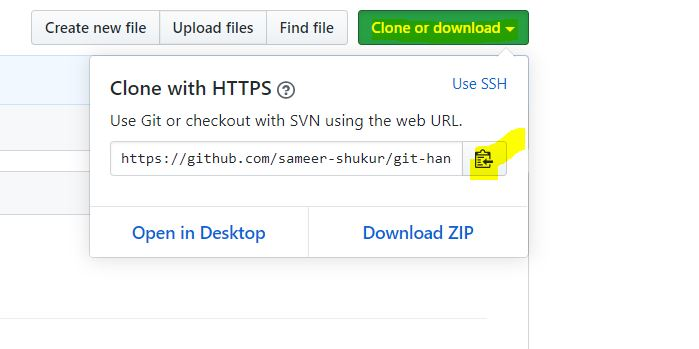 Create new file Upload files Find file Clone or download
Clone with HTTPS ?
Use SSH
Use Git or checkout with SVN using the web URL.
https://github.com/sameer-shukur/git-han
Open in Desktop Download ZIP